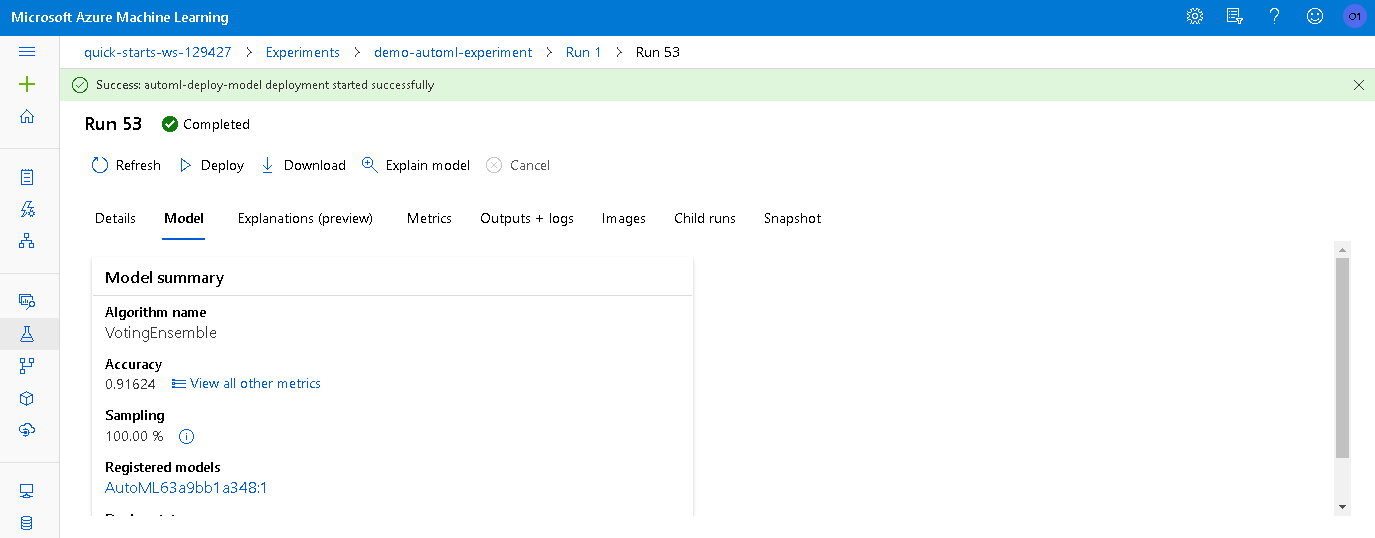 Microsoft Azure Machine Learning
O1
quick-starts-ws-129427 > Experiments > demo-automl-experiment > Run 1 > Run 53
Success: automl-deploy-model deployment started successfully
Run 53 Completed
Refresh Deploy Download Explain model Cancel
Details Model Explanations (preview) Metrics Outputs + logs Images Child runs Snapshot
Model summary
Algorithm name
VotingEnsemble
Accuracy
0.91624 View all other metrics
Sampling
100.00 %
Registered models
AutoML63a9bb1a348:1